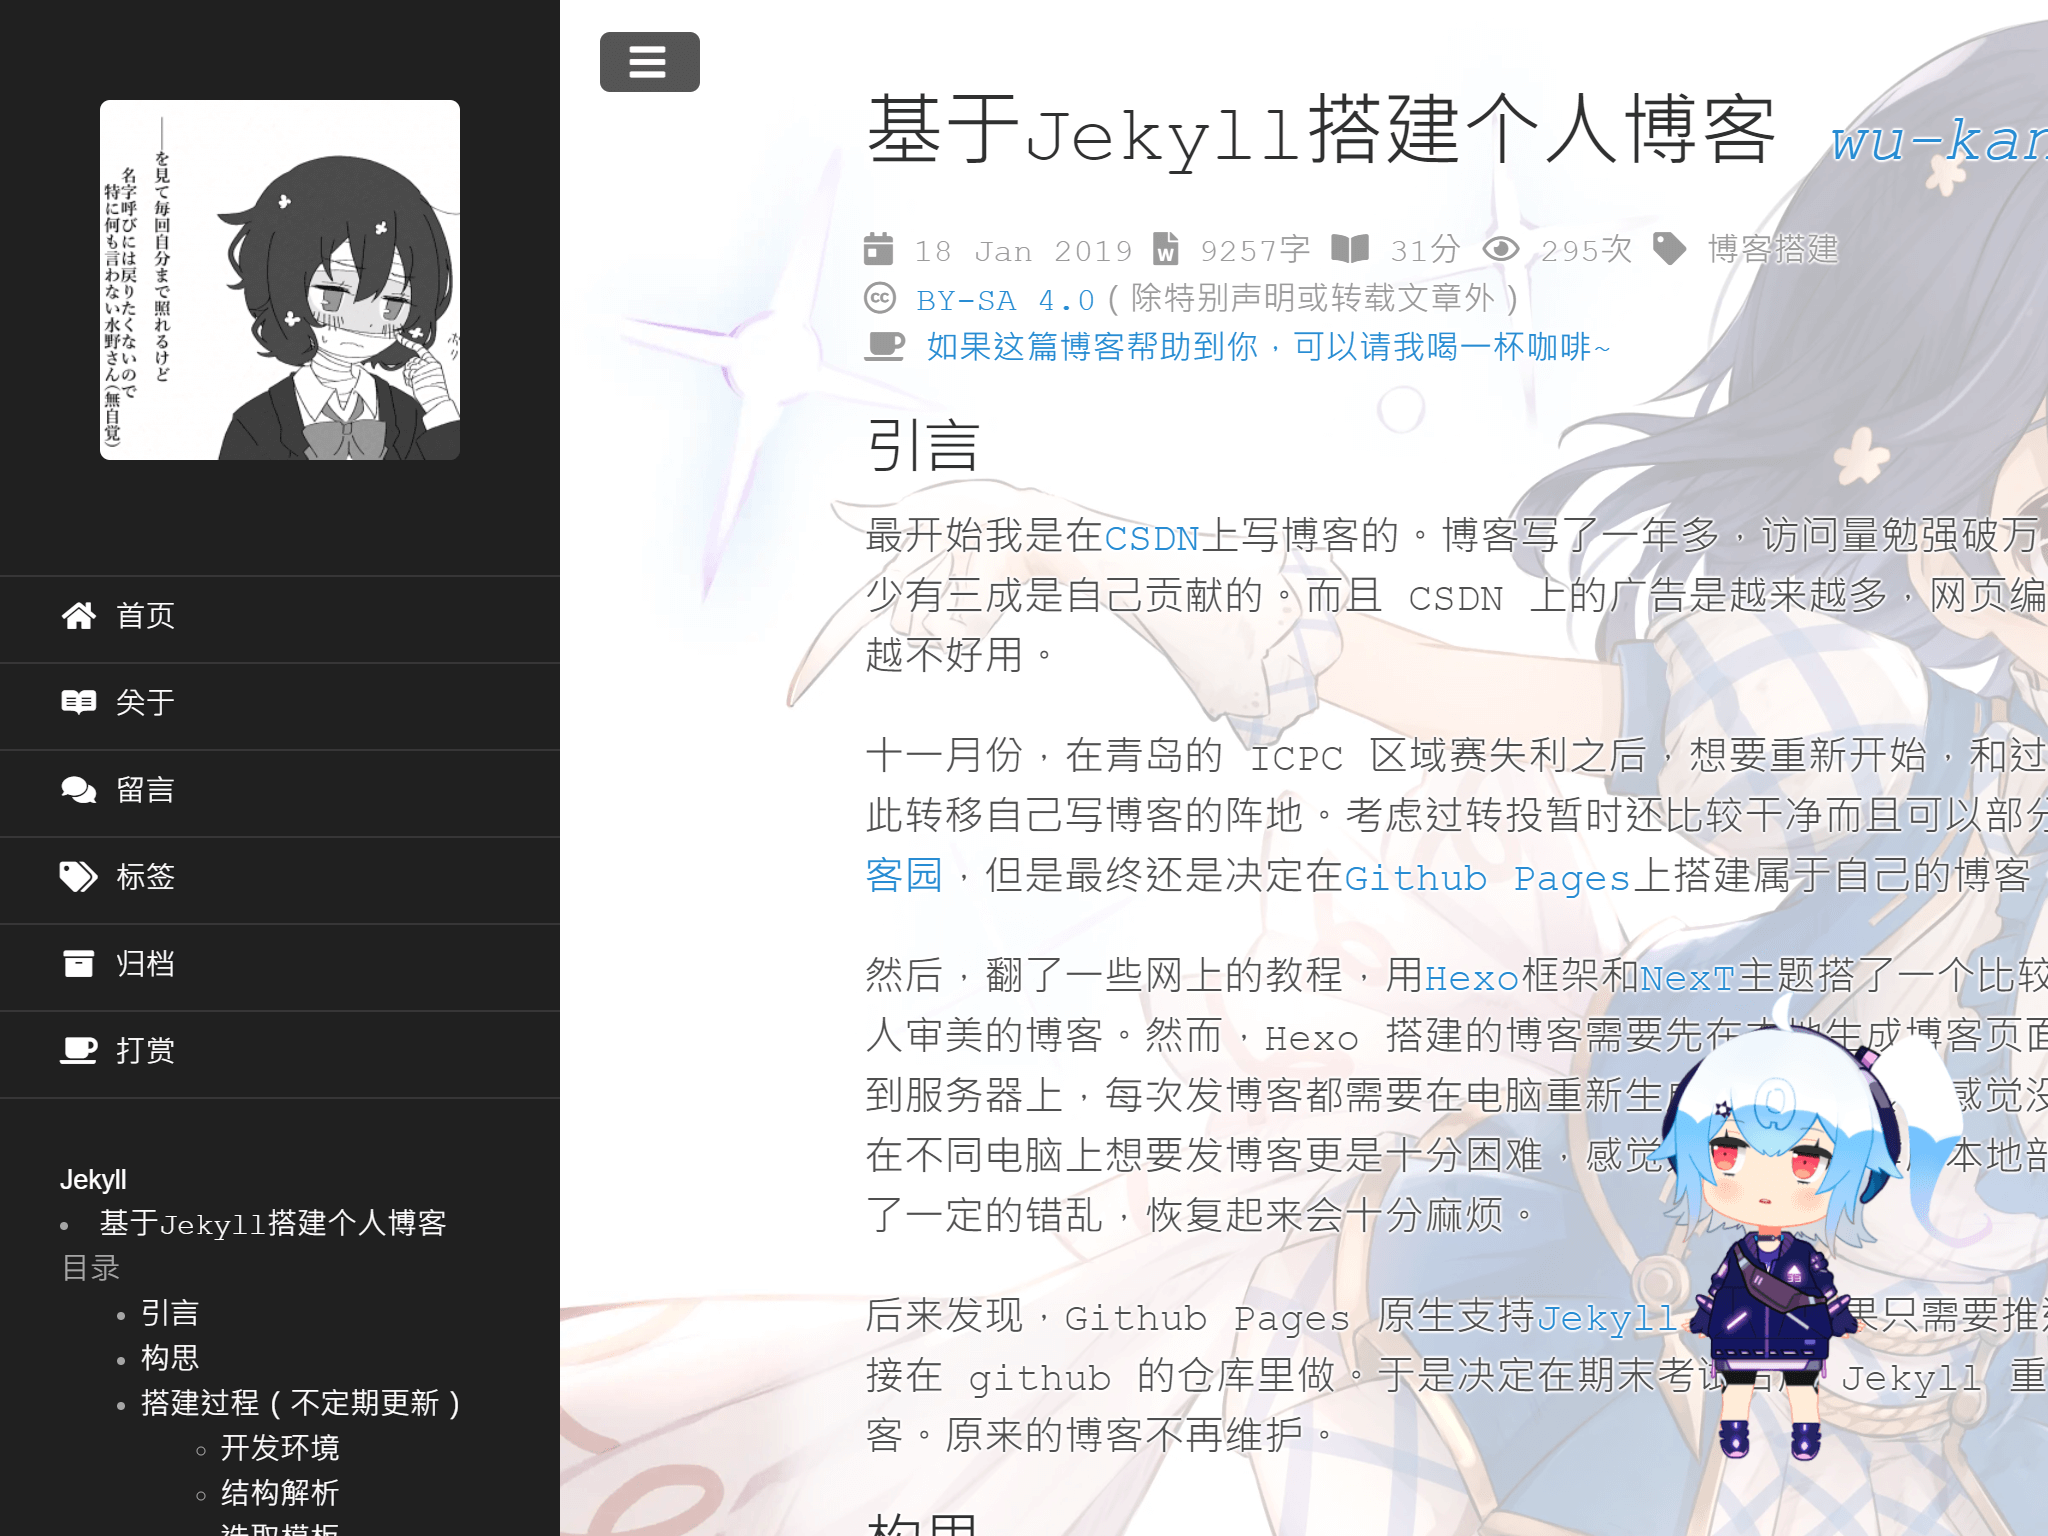 ——を見て毎回自分まで照れるけど
名字呼びには戻りたくないので
特に何も言わない水野さん(無自覚)
首页
关于
留言
标签
归档
打赏
Jekyll
基于Jekyll搭建个人博客
目录
引言
构思
搭建过程（不定期更新）
开发环境
结构解析
选取模板
基于Jekyll搭建个人博客 wu-kan
18 Jan 2019 9257字 31分 295次 博客搭建
BY-SA 4.0（除特别声明或转载文章外）
如果这篇博客帮助到你，可以请我喝一杯咖啡~
引言
最开始我是在CSDN上写博客的。博客写了一年多，访问量勉强破万
少有三成是自己贡献的。而且 CSDN 上的广告是越来越多，网页编
越不好用。
十一月份，在青岛的 ICPC 区域赛失利之后，想要重新开始，和过
此转移自己写博客的阵地。考虑过转投暂时还比较干净而且可以部分
客园，但是最终还是决定在Github Pages上搭建属于自己的博客
然后，翻了一些网上的教程，用Hexo框架和NexT主题搭了一个比较
人审美的博客。然而，Hexo 搭建的博客需要先在本地生成博客页面
到服务器上，每次发博客都需要在电脑重新生 感觉没
在不同电脑上想要发博客更是十分困难，感觉 本地部
了一定的错乱，恢复起来会十分麻烦。
后来发现，Github Pages 原生支持Jekyll 果只需要推送
接在 github 的仓库里做。于是决定在期末考试 Jekyll 重
客。原来的博客不再维护。
构思